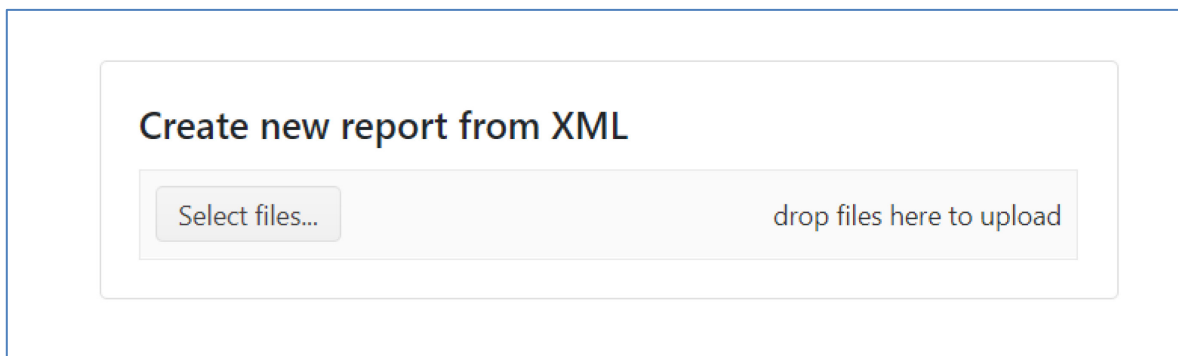 Create new report from XML
Select files...
drop files here to upload